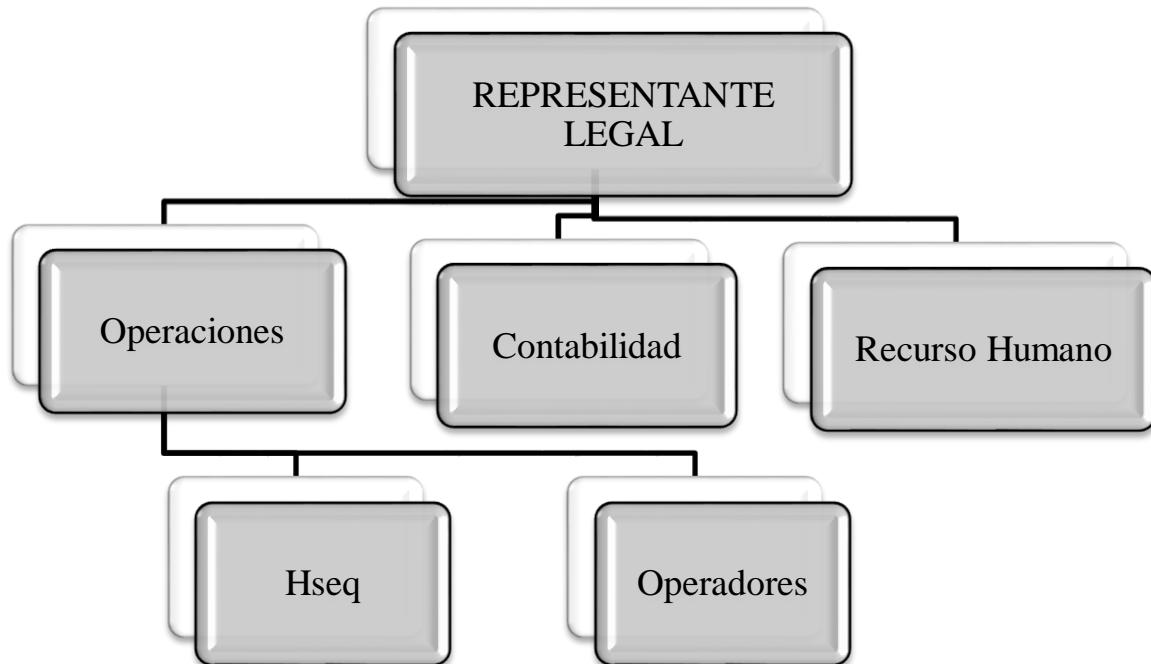 REPRESENTANTE
LEGAL
Operaciones
Contabilidad
Recurso Humano
Hseq
Operadores